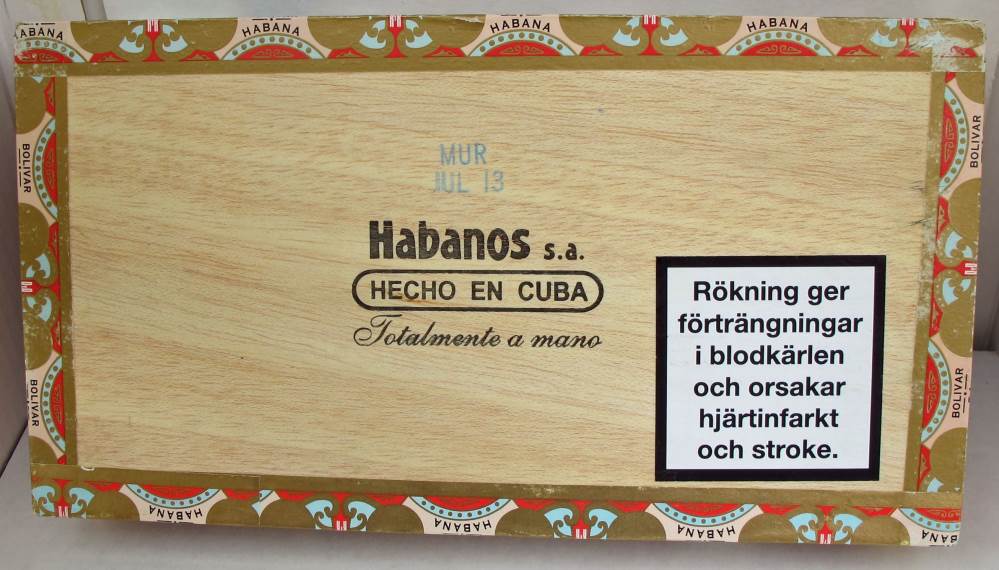 HABANA
HABANA
HABANA
HABANA
BOLIVAR
BOLIVAR
MUR
JUL 13
Habanos s.a.
HECHO EN CUBA
Totalmente a mano
Rökning ger
förträngningar
i blodkärlen
och orsakar
hjärtinfarkt
och stroke.
BOLIVAR
BOLIVAR
HABANA
HABANA
HABANA
HABANA